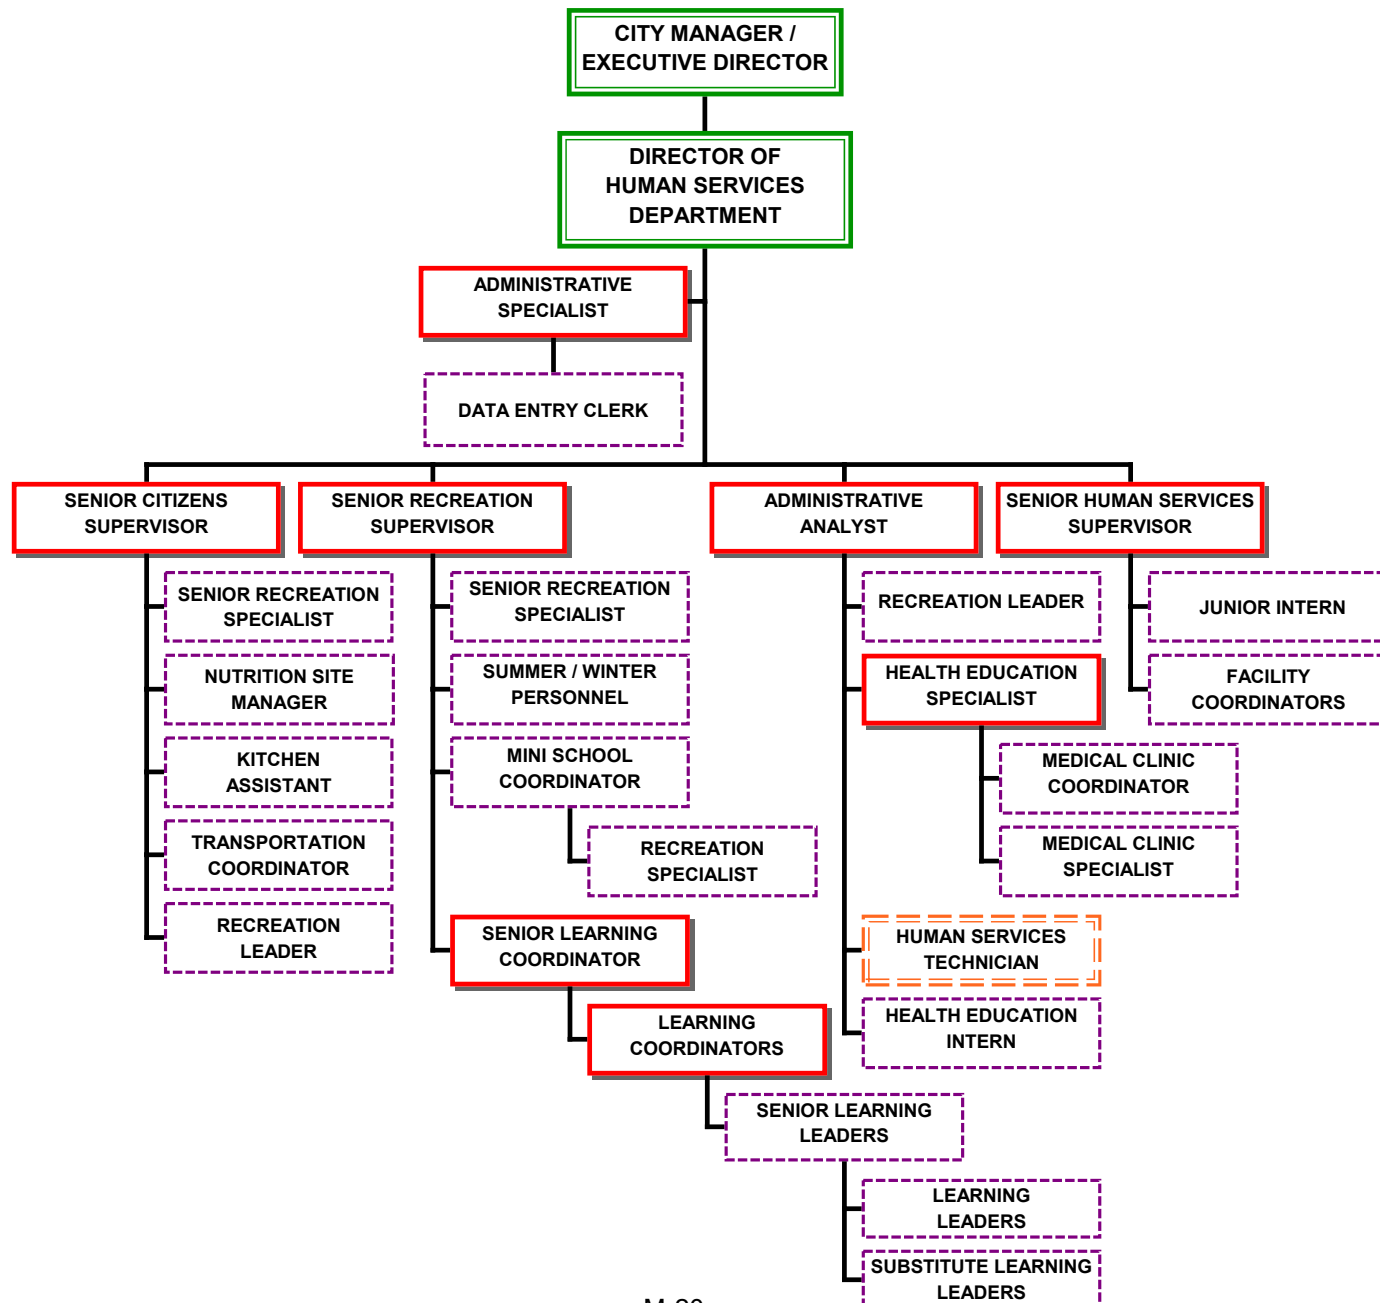 CITY MANAGER /
EXECUTIVE DIRECTOR
DIRECTOR OF
HUMAN SERVICES
DEPARTMENT
ADMINISTRATIVE
SPECIALIST
DATA ENTRY CLERK
SENIOR CITIZENS
SUPERVISOR
SENIOR RECREATION
SPECIALIST
NUTRITION SITE
MANAGER
KITCHEN
ASSISTANT
TRANSPORTATION
COORDINATOR
RECREATION
LEADER
SENIOR RECREATION
SUPERVISOR
SENIOR RECREATION
SPECIALIST
SUMMER / WINTER
PERSONNEL
MINI SCHOOL
COORDINATOR
RECREATION
SPECIALIST
SENIOR LEARNING
COORDINATOR
LEARNING
COORDINATORS
SENIOR LEARNING
LEADERS
LEARNING
LEADERS
SUBSTITUTE LEARNING
LEADERS
ADMINISTRATIVE
ANALYST
RECREATION LEADER
HEALTH EDUCATION
SPECIALIST
MEDICAL CLINIC
COORDINATOR
MEDICAL CLINIC
SPECIALIST
HUMAN SERVICES
TECHNICIAN
HEALTH EDUCATION
INTERN
SENIOR HUMAN SERVICES
SUPERVISOR
JUNIOR INTERN
FACILITY
COORDINATORS